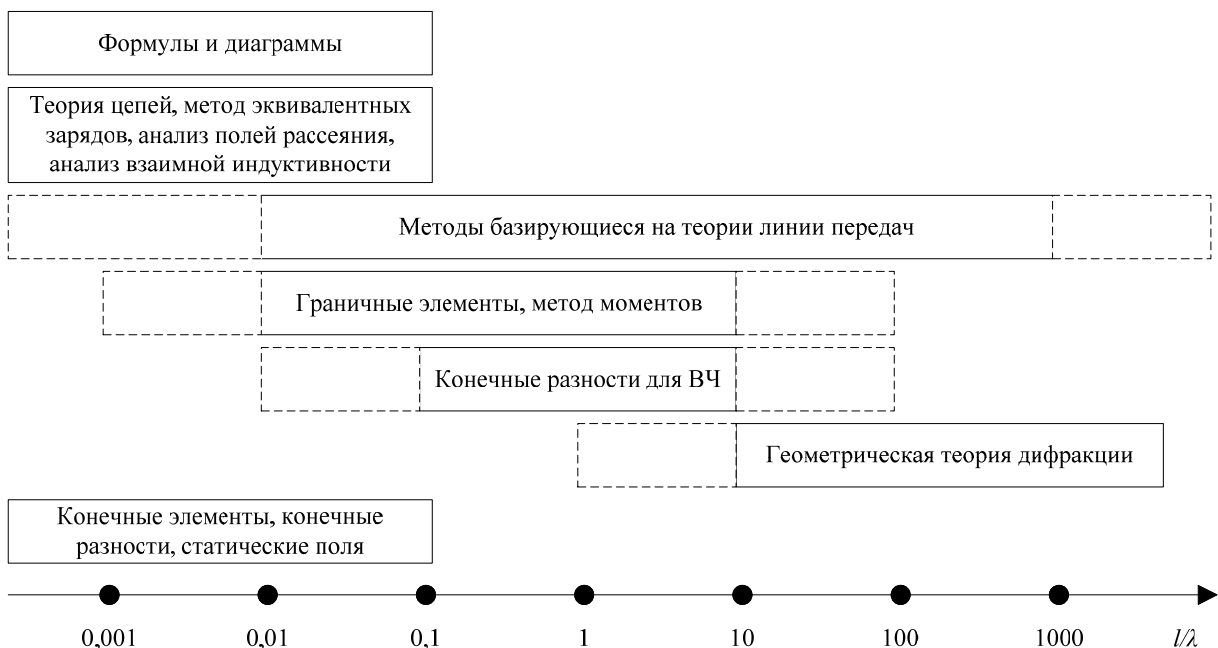 Формулы и диаграммы
Теория цепей, метод эквивалентных
зарядов, анализ полей рассеяния,
анализ взаимной индуктивности
Методы базирующиеся на теории линии передач
Граничные элементы, метод моментов
Конечные разности для ВЧ
Геометрическая теория дифракции
Конечные элементы, конечные
разности, статические поля
0,001 0,01 0,1 1 10 100 1000 l/λ